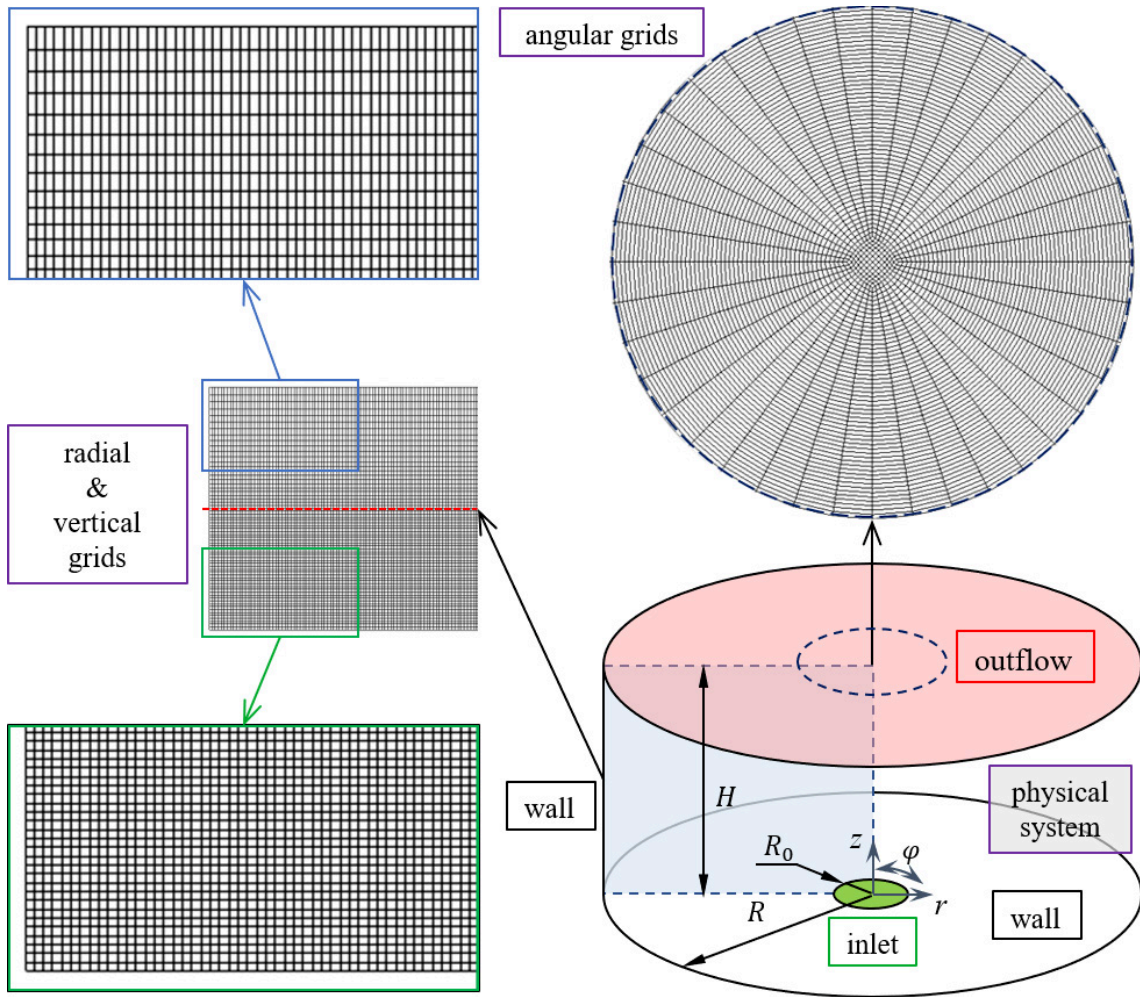 angular grids
radial
&
vertical
grids
outflow
wall
H
physical
system
R₀
z
φ
R
r
inlet
wall